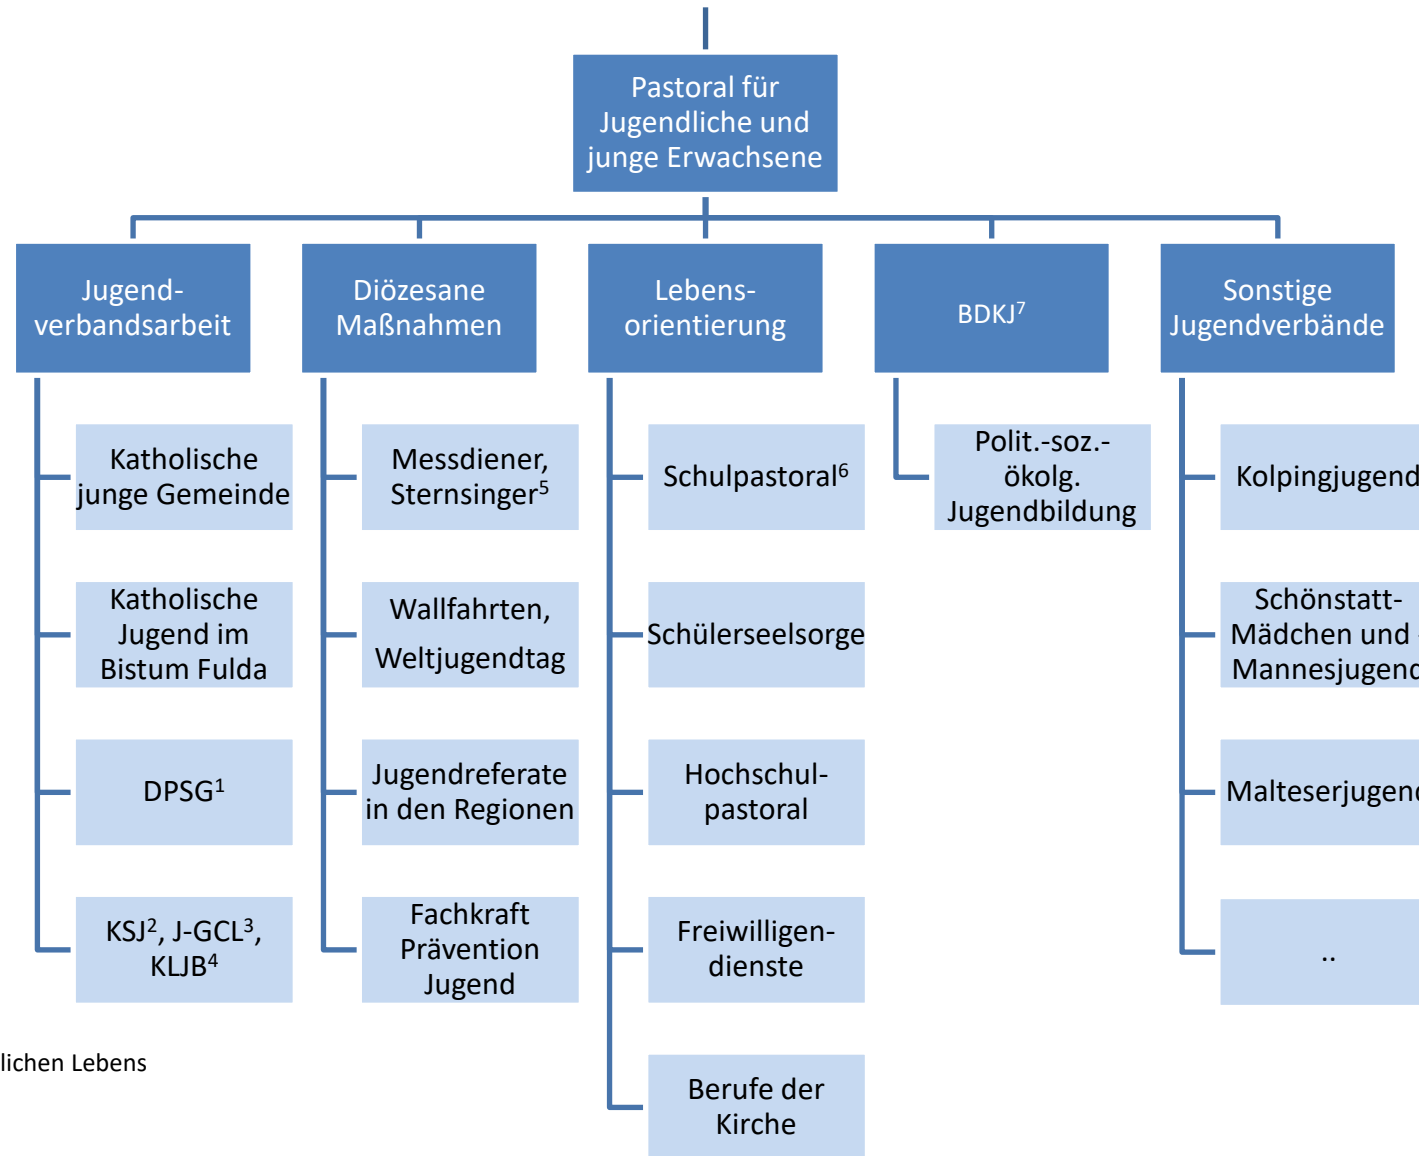 Pastoral für
Jugendliche und
junge Erwachsene
Jugend-
verbandsarbeit
Diözesane
Maßnahmen
Lebens-
orientierung
BDKJ⁷
Sonstige
Jugendverbände
Katholische
junge Gemeinde
Katholische
Jugend im
Bistum Fulda
DPSG¹
KSJ², J-GCL³,
KLJB⁴
Messdiener,
Sternsinger⁵
Wallfahrten,
Weltjugendtag
Jugendreferate
in den Regionen
Fachkraft
Prävention
Jugend
Schulpastoral⁶
Schülerseelsorge
Hochschul-
pastoral
Freiwilligen-
dienste
Berufe der
Kirche
Polit.-soz.-
ökolg.
Jugendbildung
Kolpingjugend
Schönstatt-
Mädchen und -
Mannesjugend
Malteserjugend
..
lichen Lebens